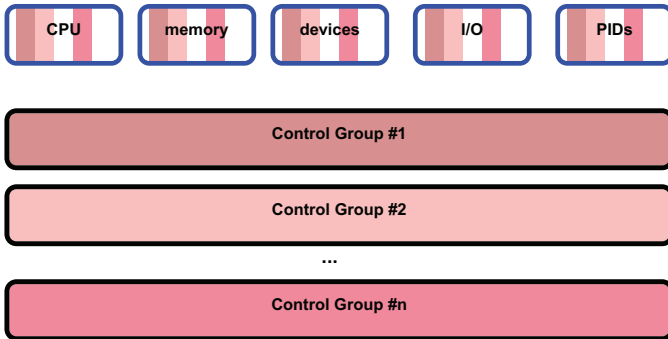 CPU memory devices I/O PIDs
Control Group #1
Control Group #2
...
Control Group #n